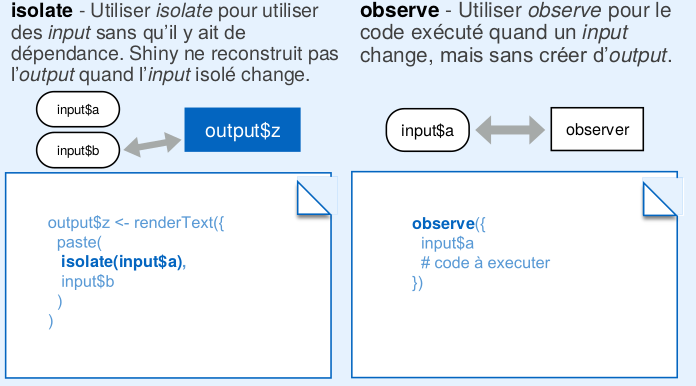 isolate - Utiliser isolate pour utiliser
des input sans qu'il y ait de
dépendance. Shiny ne reconstruit pas
l'output quand l'input isolé change.
input$a
input$b
output$z
output$z <- renderText({
paste(
isolate(input$a),
input$b
)
)
observe - Utiliser observe pour le
code exécuté quand un input
change, mais sans créer d'output.
input$a
observer
observe({
input$a
# code à executer
})